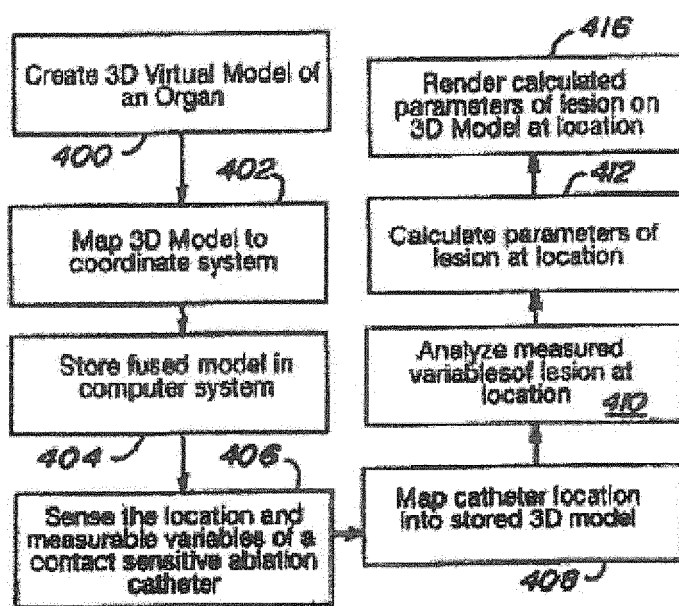 Create 3D Virtual Model of
an Organ
400
402
Map 3D Model to
coordinate system
Store fused model in
computer system
404
406
Sense the location and
measurable variables of a
contact sensitive ablation
catheter
Map catheter location
into stored 3D model
408
Analyze measured
variablesof lesion at
location
410
412
Calculate parameters of
lesion at location
416
Render calculated
parameters of lesion on
3D Model at location